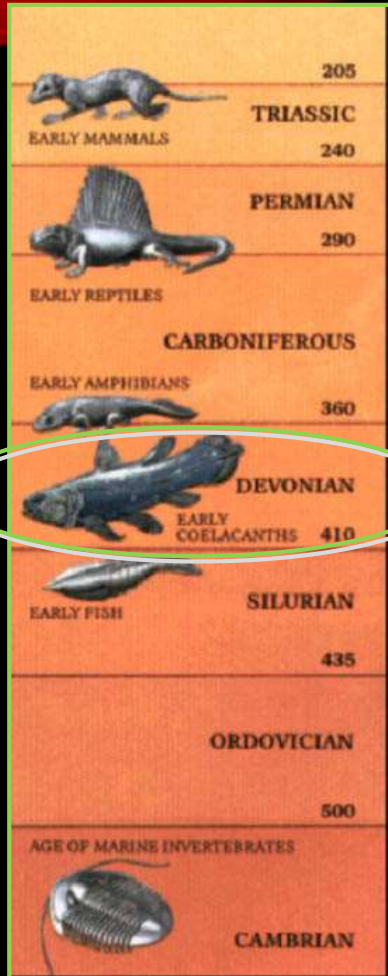 205
TRIASSIC
EARLY MAMMALS
240
PERMIAN
290
EARLY REPTILES
CARBONIFEROUS
EARLY AMPHIBIANS
360
DEVONIAN
EARLY
COELACANTHS 410
SILURIAN
EARLY FISH
435
ORDOVICIAN
500
AGE OF MARINE INVERTEBRATES
CAMBRIAN